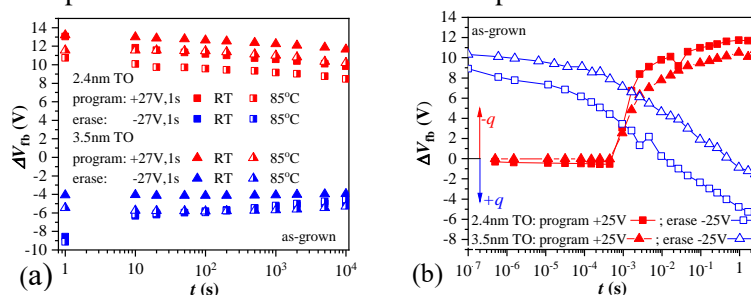 as-grown
14
12
10
8
6
4
2
0
-2
-4
-6
-8
-10
ΔVfb (V)
2.4nm TO
program: +27V,1s RT 85°C
erase: -27V,1s RT 85°C
3.5nm TO
program: +27V,1s RT 85°C
erase: -27V,1s RT 85°C
as-grown
1 10 10² 10³ 10⁴
(a) t (s)
14
12
10
8
6
4
2
0
-2
-4
-6
-8
ΔVfb (V)
-q
+q
2.4nm TO: program +25V ; erase -25V
3.5nm TO: program +25V ; erase -25V
10⁻⁷ 10⁻⁶ 10⁻⁵ 10⁻⁴ 10⁻³ 10⁻² 10⁻¹ 1
(b) t (s)